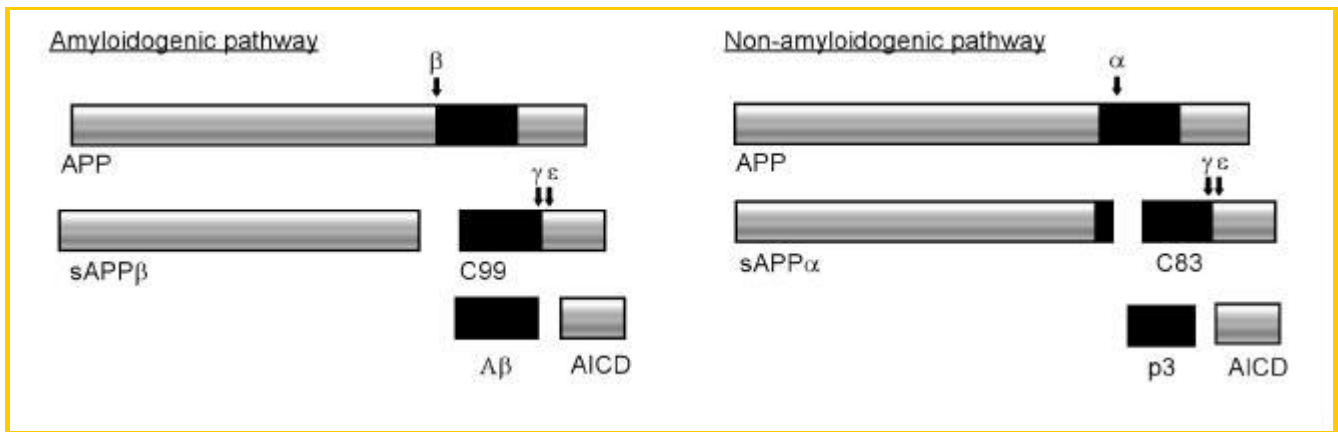 Amyloidogenic pathway
β
APP
γ ε
sAPPβ
C99
Aβ
AICD
Non-amyloidogenic pathway
α
APP
γ ε
sAPPα
C83
p3
AICD